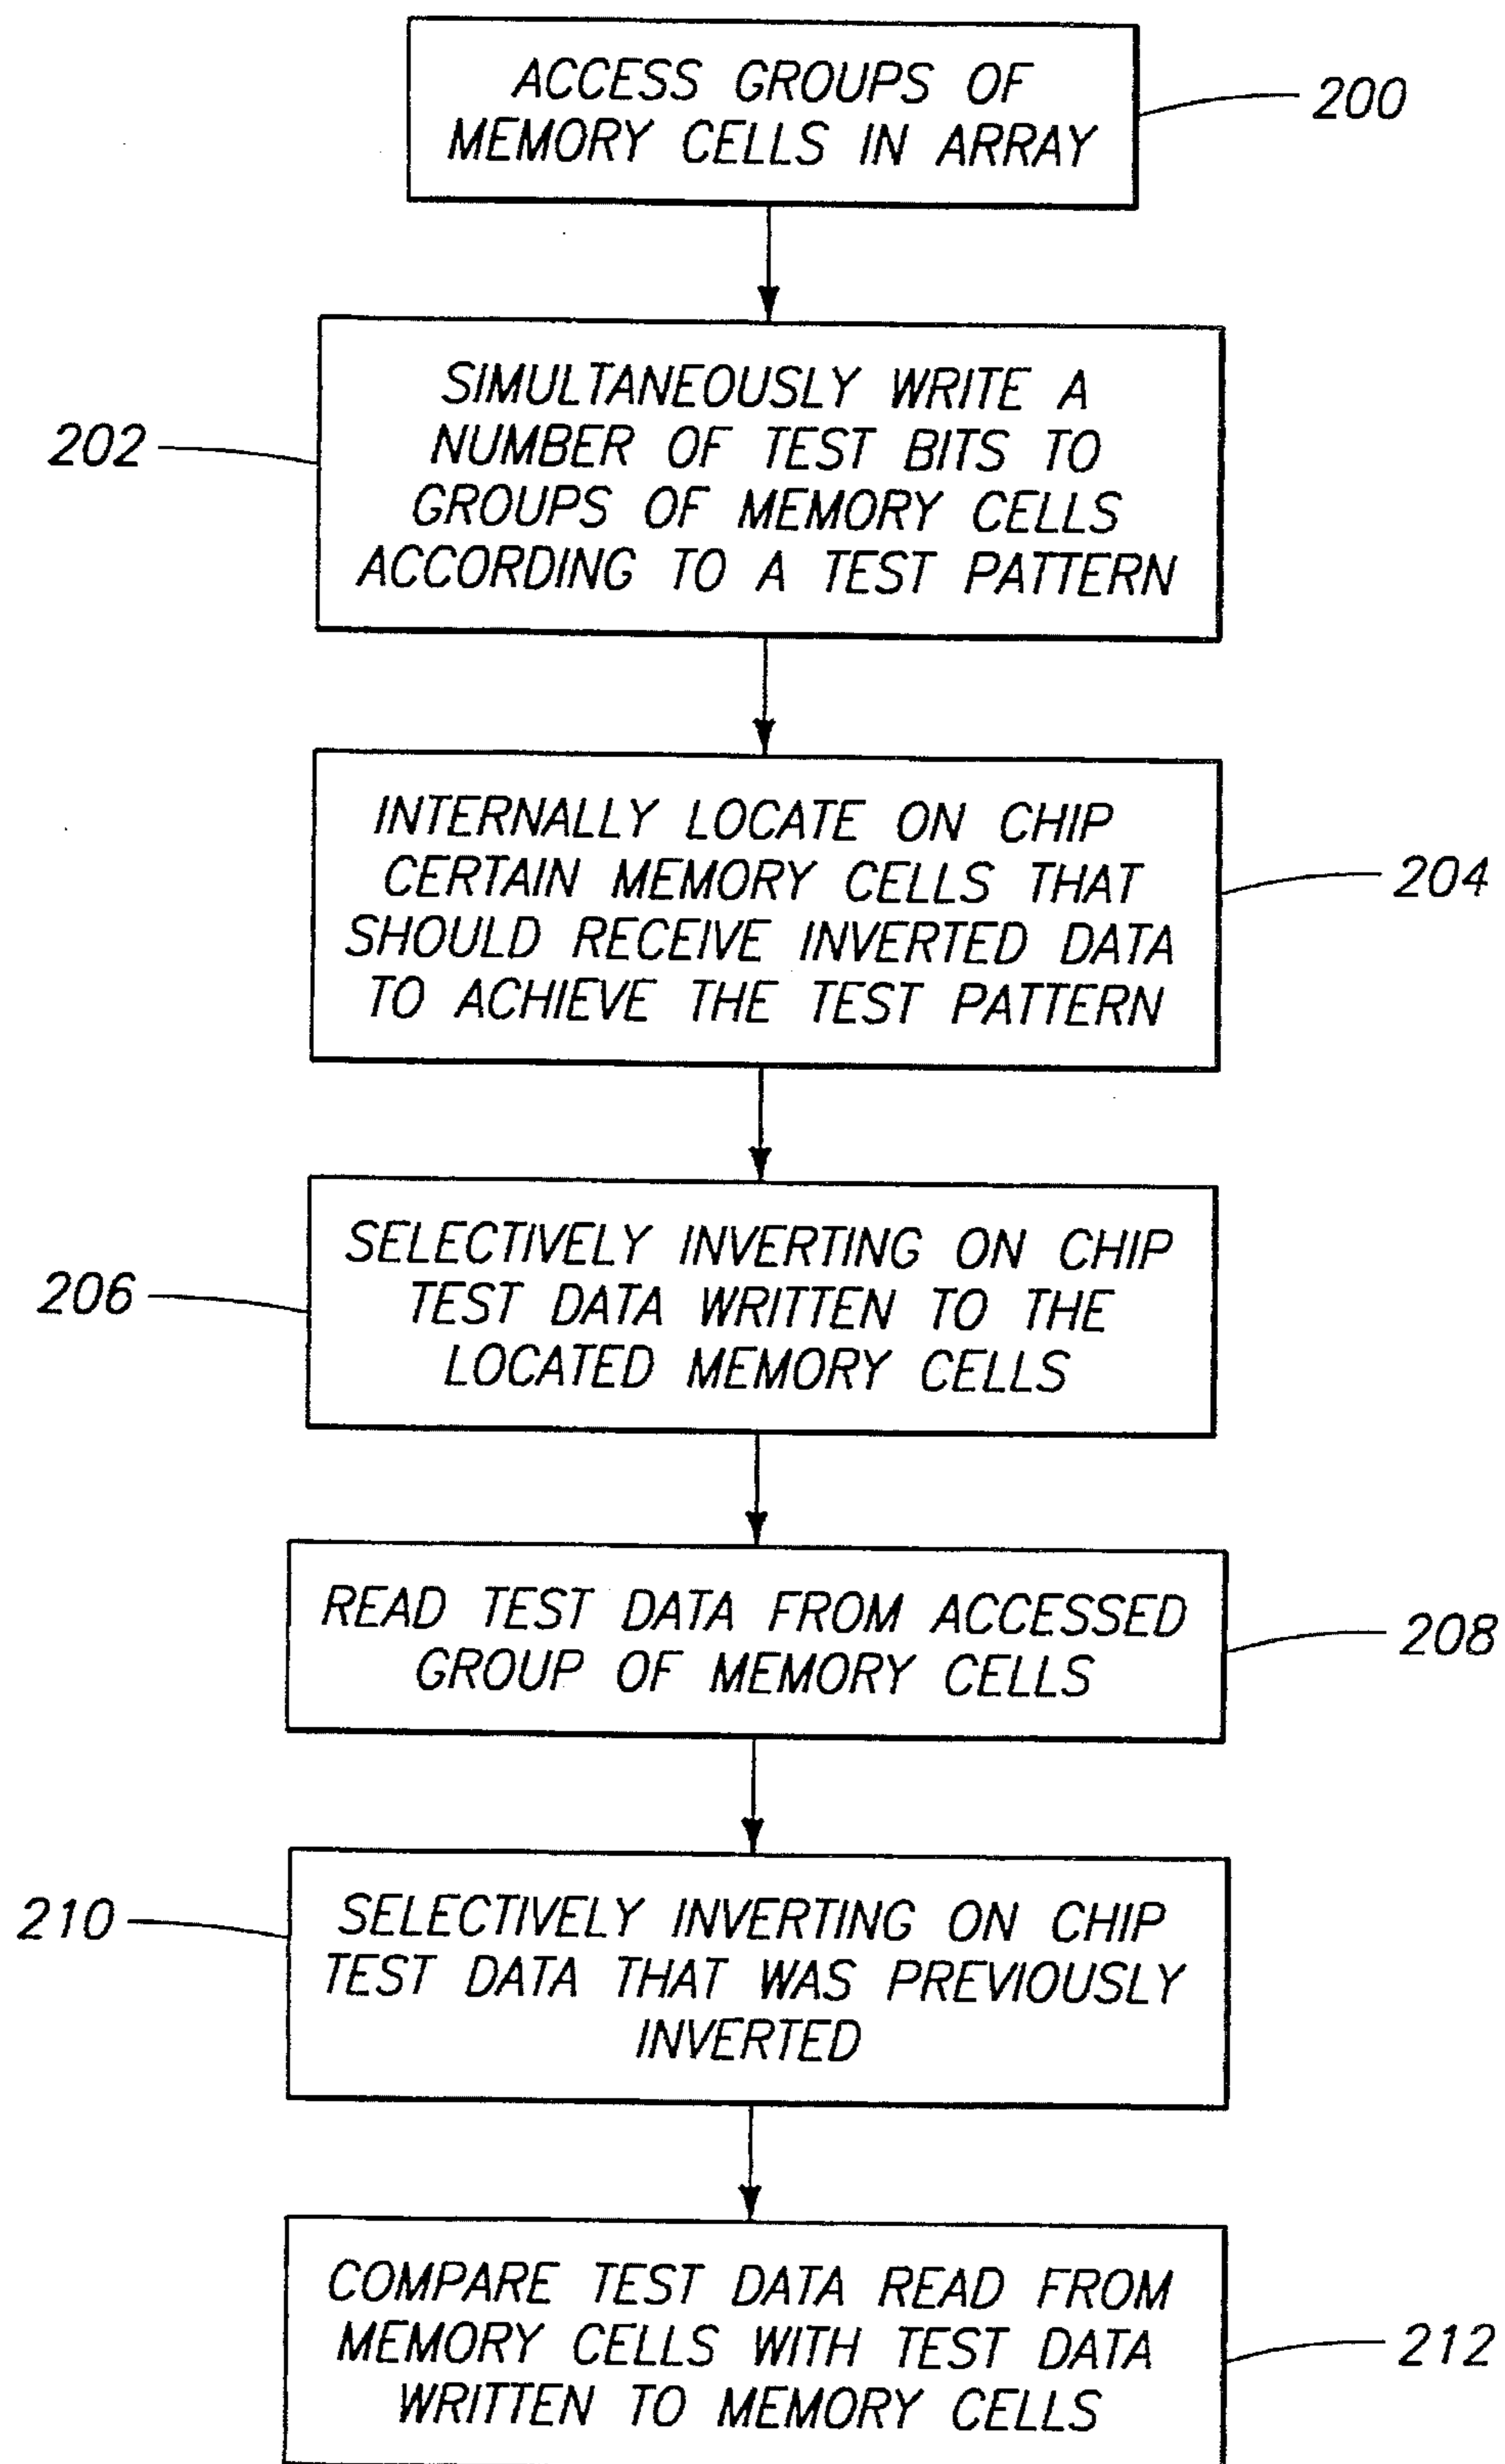 ACCESS GROUPS OF
MEMORY CELLS IN ARRAY
200
SIMULTANEOUSLY WRITE A
NUMBER OF TEST BITS TO
GROUPS OF MEMORY CELLS
ACCORDING TO A TEST PATTERN
202
INTERNALLY LOCATE ON CHIP
CERTAIN MEMORY CELLS THAT
SHOULD RECEIVE INVERTED DATA
TO ACHIEVE THE TEST PATTERN
204
SELECTIVELY INVERTING ON CHIP
TEST DATA WRITTEN TO THE
LOCATED MEMORY CELLS
206
READ TEST DATA FROM ACCESSED
GROUP OF MEMORY CELLS
208
SELECTIVELY INVERTING ON CHIP
TEST DATA THAT WAS PREVIOUSLY
INVERTED
210
COMPARE TEST DATA READ FROM
MEMORY CELLS WITH TEST DATA
WRITTEN TO MEMORY CELLS
212